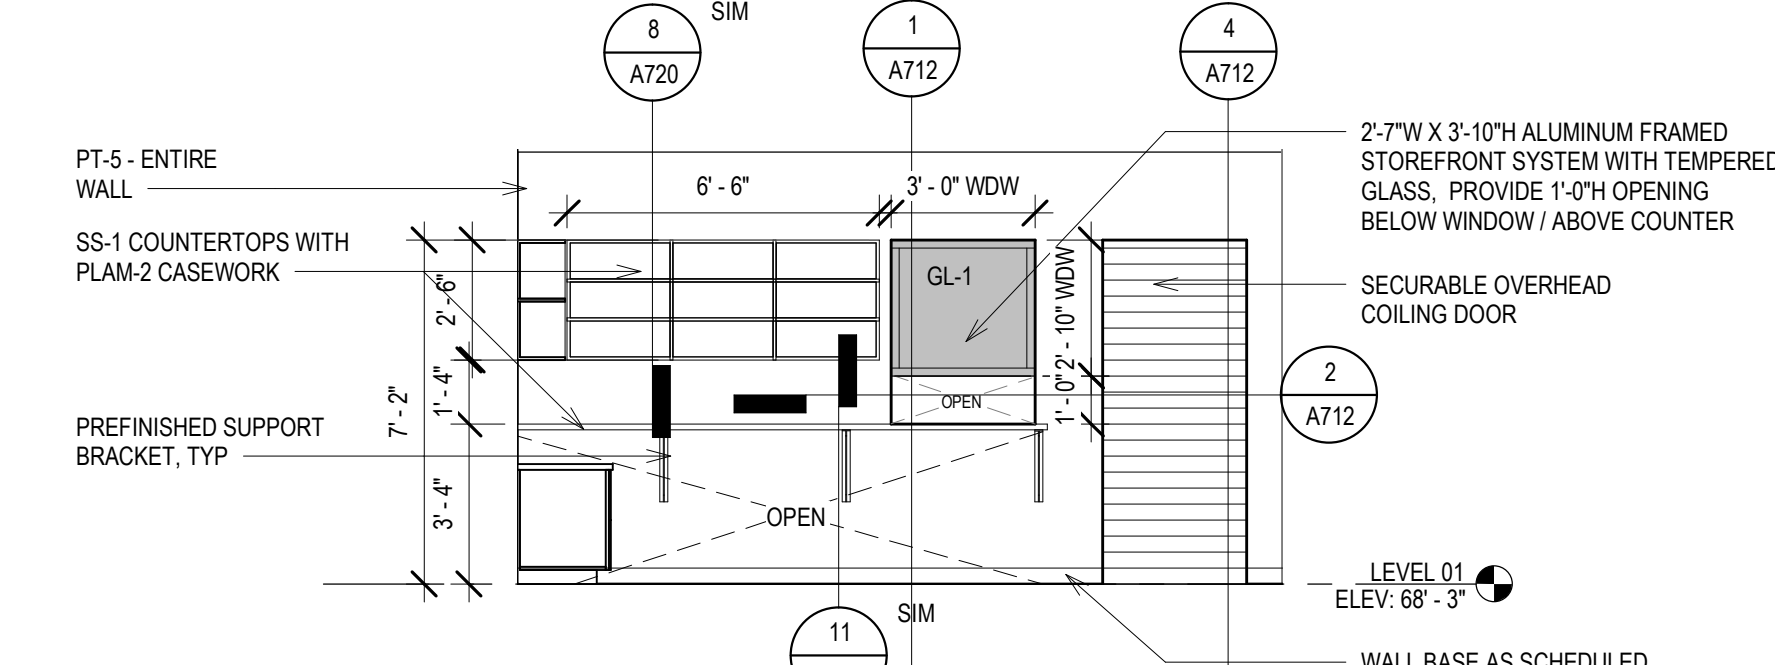 SIM
8
A720
1
A712
4
A712
PT-5 - ENTIRE
WALL
6' - 6"
3' - 0" WDW
2'-7"W X 3'-10"H ALUMINUM FRAMED
STOREFRONT SYSTEM WITH TEMPERED
GLASS, PROVIDE 1'-0"H OPENING
BELOW WINDOW / ABOVE COUNTER
SS-1 COUNTERTOPS WITH
PLAM-2 CASEWORK
GL-1
SECURABLE OVERHEAD
COILING DOOR
2' - 6"
2' - 10" WDW
1' - 4"
1' - 0"
7' - 2"
OPEN
2
A712
PREFINISHED SUPPORT
BRACKET, TYP
3' - 4"
OPEN
LEVEL 01
ELEV: 68' - 3"
SIM
11
WALL BASE AS SCHEDULED